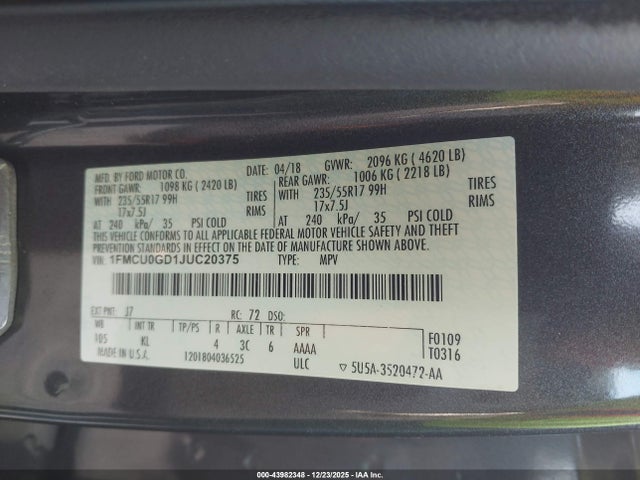 MFD. BY FORD MOTOR CO.
DATE: 04/18 GVWR: 2096 KG ( 4620 LB)
FRONT GAWR: 1098 KG ( 2420 LB) REAR GAWR: 1006 KG ( 2218 LB)
WITH 235/55R17 99H TIRES WITH 235/55R17 99H TIRES
17x7.5J RIMS 17x7.5J RIMS
AT 240 kPa/ 35 PSI COLD AT 240 kPa/ 35 PSI COLD
THIS VEHICLE CONFORMS TO ALL APPLICABLE FEDERAL MOTOR VEHICLE SAFETY AND THEFT
PREVENTION STANDARDS IN EFFECT ON THE DATE OF MANUFACTURE SHOWN ABOVE.
VIN: 1FMCU0GD1JUC20375 TYPE: MPV
EXT PNT: J7 RC: 72 DSO:
WB INT TR TP/PS R AXLE TR SPR
105 KL 4 3C 6 AAAA
F0109
T0316
MADE IN U.S.A. 1201804036525 ULC ▽ 5U5A-3520472-AA
000-43982348 - 12/23/2025 - IAAI.COM